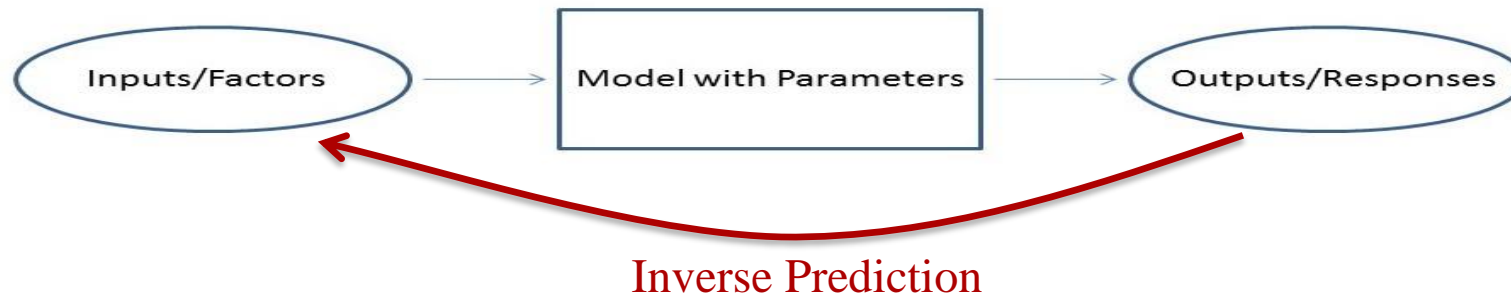 Inputs/Factors
Model with Parameters
Outputs/Responses
Inverse Prediction